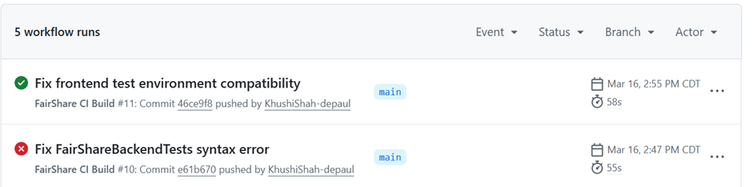 5 workflow runs Event Status Branch Actor
Fix frontend test environment compatibility main Mar 16, 2:55 PM CDT
FairShare CI Build #11: Commit 46ce9f8 pushed by KhushiShah-depaul 58s
Fix FairShareBackendTests syntax error main Mar 16, 2:47 PM CDT
FairShare CI Build #10: Commit e61b670 pushed by KhushiShah-depaul 55s